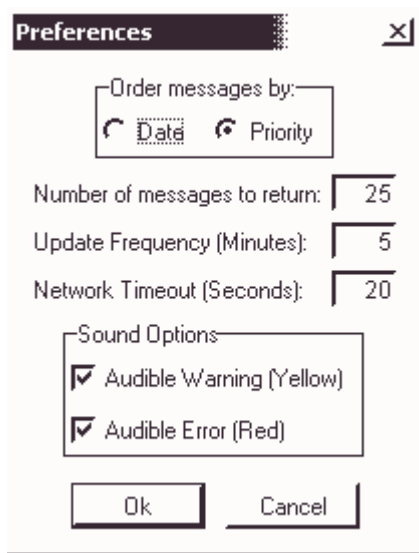 Preferences
Order messages by:
Date Priority
Number of messages to return: 25
Update Frequency (Minutes): 5
Network Timeout (Seconds): 20
Sound Options
Audible Warning (Yellow)
Audible Error (Red)
Ok Cancel